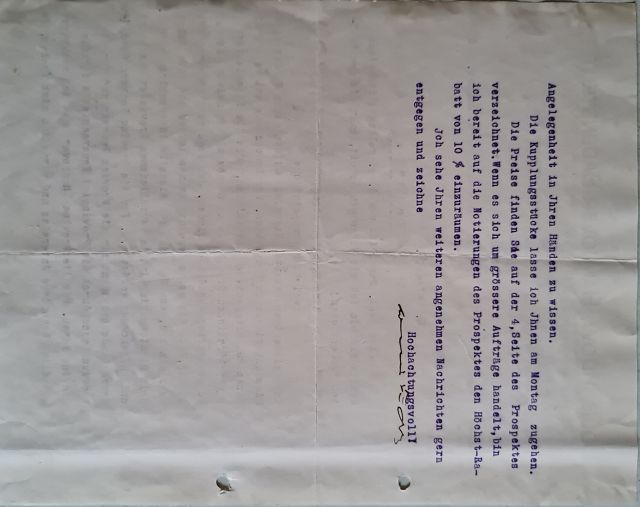 Angelegenheit in Jhren Händen zu wissen.
Die Kupplungsstücke lasse ich Jhnen am Montag zugehen.
Die Preise finden Sie auf der 4,Seite des Prospektes
verzeichnet.Wenn es sich um grössere Aufträge handelt,bin
ich bereit auf die Notierungen des Prospektes den Höchst-Ra-
batt von 10 % einzuräumen.
Jch sehe Jhren weiteren angenehmen Nachrichten gern
entgegen und zeichne
Hochachtungsvoll!